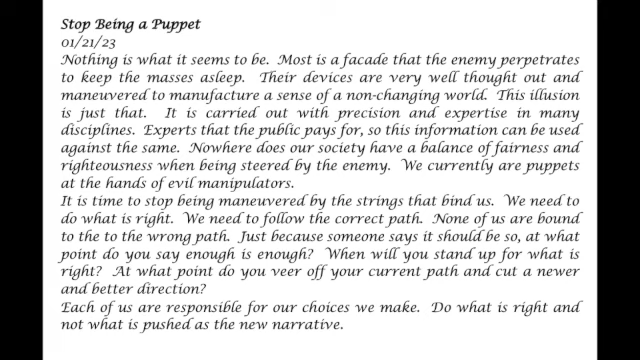 Stop Being a Puppet
01/21/23
Nothing is what it seems to be.  Most is a facade that the enemy perpetrates
to keep the masses asleep.  Their devices are very well thought out and
maneuvered to manufacture a sense of a non-changing world.  This illusion
is just that.  It is carried out with precision and expertise in many
disciplines.  Experts that the public pays for, so this information can be used
against the same.  Nowhere does our society have a balance of fairness and
righteousness when being steered by the enemy.  We currently are puppets
at the hands of evil manipulators.
It is time to stop being maneuvered by the strings that bind us.  We need to
do what is right.  We need to follow the correct path.  None of us are bound
to the to the wrong path.  Just because someone says it should be so, at what
point do you say enough is enough?  When will you stand up for what is
right?  At what point do you veer off your current path and cut a newer
and better direction?
Each of us are responsible for our choices we make.  Do what is right and
not what is pushed as the new narrative.